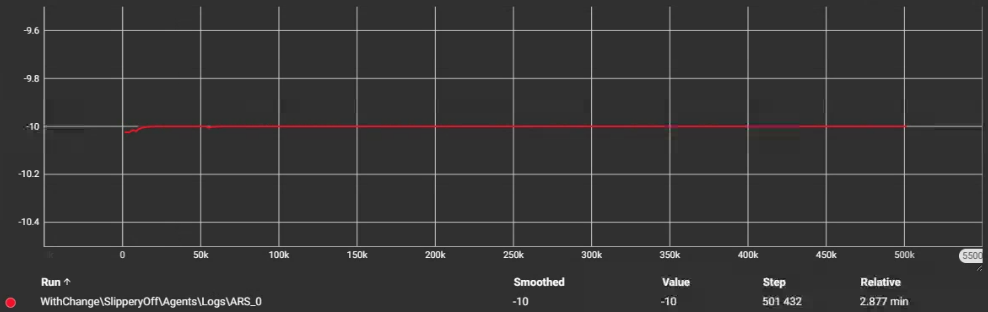 -9.6
-9.8
-10
-10.2
-10.4
0 50k 100k 150k 200k 250k 300k 350k 400k 450k 500k 5500
Run ↑ Smoothed Value Step Relative
WithChange\SlipperyOff\Agents\Logs\ARS_0 -10 -10 501 432 2.877 min